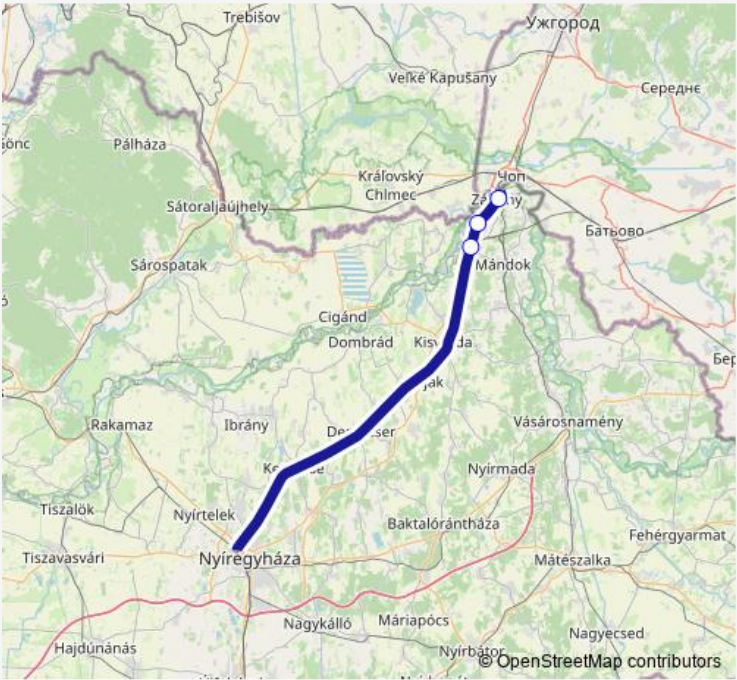 Trebišov
Ужгород
Veľké Kapušany
Середнє
Pálháza
Kráľovský
Chlmec
Чоп
Sátoraljaújhely
Батьово
Sárospatak
Mándok
Cigánd
Dombrád
Rakamaz
Ibrány
Vásárosnamény
Nyírmada
Tiszalök
Nyírtelek
Baktalórántháza
Fehérgyarmat
Tiszavasvári
Nyíregyháza
Mátészalka
Nagykálló
Máriapócs
Nagyecsed
Hajdúnánás
Nyírbátor
© OpenStreetMap contributors